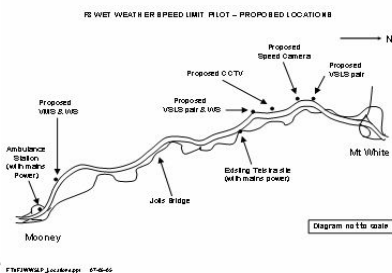 F3 WET WEATHER SPEED LIMIT PILOT – PROPOSED LOCATIONS
N
Proposed
Speed Camera
Proposed
VSLS pair
Proposed CCTV
Proposed
VMS & WS
Proposed
VSLS pair & WS
Ambulance
Station
(with mains
Power)
Mt White
Existing Telstra site
(with mains power)
Jolls Bridge
Diagram not to scale
Mooney